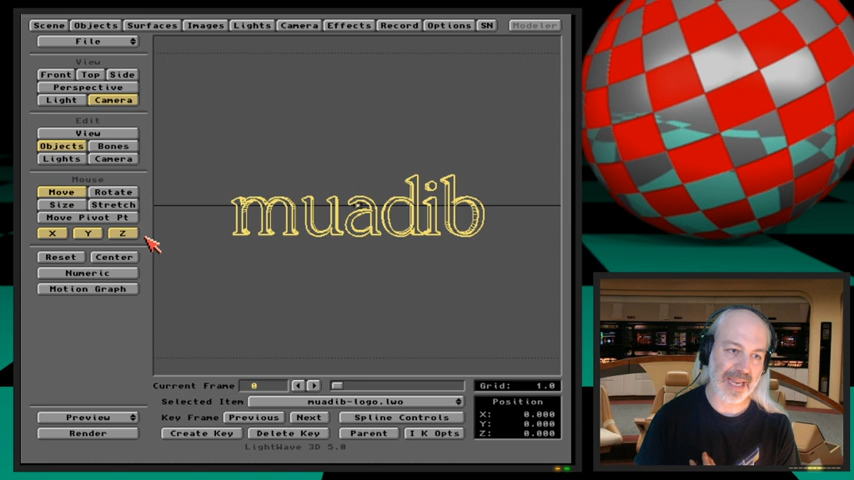 Scene Objects Surfaces Images Lights Camera Effects Record Options SN Modeler
File
View
Front Top Side
Perspective
Light Camera
Edit
View
Objects Bones
Lights Camera
Mouse
Move Rotate
Size Stretch
Move Pivot Pt
X Y Z
Reset Center
Numeric
Motion Graph
muadib
Current Frame 0 Grid: 1.0
Selected Item muadib-logo.lwo Position
Preview Key Frame Previous Next Spline Controls X: 0.000
Y: 0.000
Render Create Key Delete Key Parent I K Opts Z: 0.000
LightWave 3D 5.0